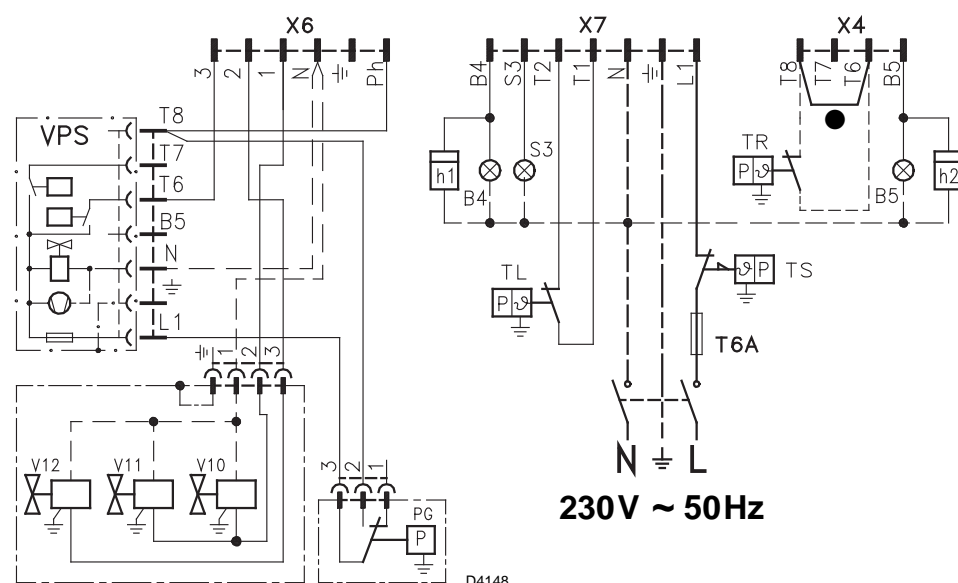 X6
3
2
1
N
Ph
X7
B4
S3
T2
T1
N
L1
X4
T8
T7
T6
B5
VPS
T8
T7
T6
B5
N
L1
h1
B4
S3
TR
P ϑ
B5
h2
TL
P ϑ
ϑ P
TS
T6A
1
2
3
V12
V11
V10
3
2
1
PG
P
N
L
230V ~ 50Hz
D4148